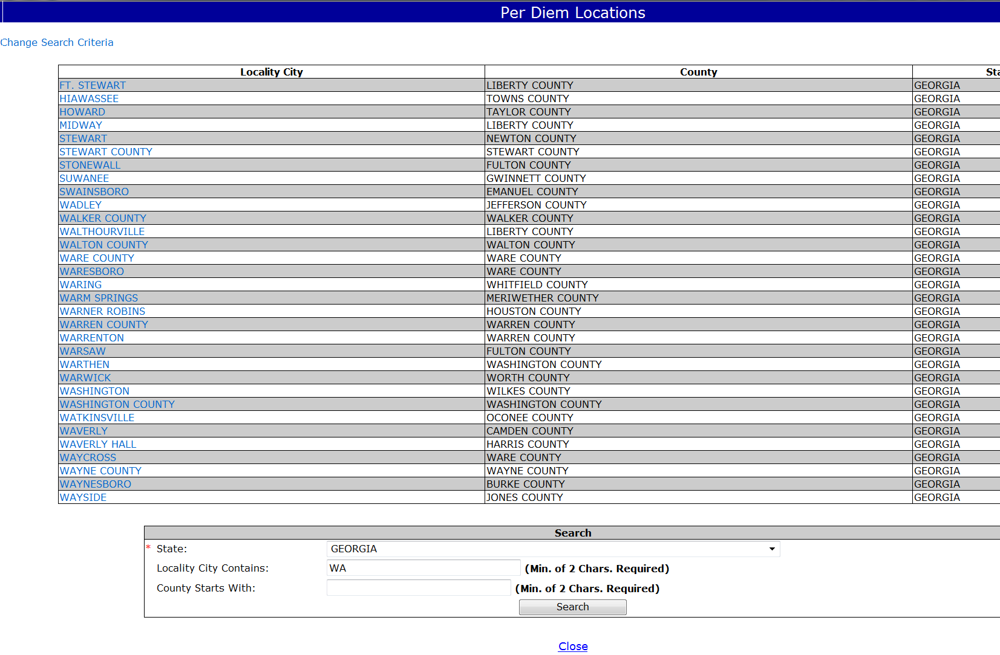 Per Diem Locations
Change Search Criteria
Locality City County Sta
FT. STEWART LIBERTY COUNTY GEORGIA
HIAWASSEE TOWNS COUNTY GEORGIA
HOWARD TAYLOR COUNTY GEORGIA
MIDWAY LIBERTY COUNTY GEORGIA
STEWART NEWTON COUNTY GEORGIA
STEWART COUNTY STEWART COUNTY GEORGIA
STONEWALL FULTON COUNTY GEORGIA
SUWANEE GWINNETT COUNTY GEORGIA
SWAINSBORO EMANUEL COUNTY GEORGIA
WADLEY JEFFERSON COUNTY GEORGIA
WALKER COUNTY WALKER COUNTY GEORGIA
WALTHOURVILLE LIBERTY COUNTY GEORGIA
WALTON COUNTY WALTON COUNTY GEORGIA
WARE COUNTY WARE COUNTY GEORGIA
WARESBORO WARE COUNTY GEORGIA
WARING WHITFIELD COUNTY GEORGIA
WARM SPRINGS MERIWETHER COUNTY GEORGIA
WARNER ROBINS HOUSTON COUNTY GEORGIA
WARREN COUNTY WARREN COUNTY GEORGIA
WARRENTON WARREN COUNTY GEORGIA
WARSAW FULTON COUNTY GEORGIA
WARTHEN WASHINGTON COUNTY GEORGIA
WARWICK WORTH COUNTY GEORGIA
WASHINGTON WILKES COUNTY GEORGIA
WASHINGTON COUNTY WASHINGTON COUNTY GEORGIA
WATKINSVILLE OCONEE COUNTY GEORGIA
WAVERLY CAMDEN COUNTY GEORGIA
WAVERLY HALL HARRIS COUNTY GEORGIA
WAYCROSS WARE COUNTY GEORGIA
WAYNE COUNTY WAYNE COUNTY GEORGIA
WAYNESBORO BURKE COUNTY GEORGIA
WAYSIDE JONES COUNTY GEORGIA
Search
* State: GEORGIA
Locality City Contains: WA (Min. of 2 Chars. Required)
County Starts With: (Min. of 2 Chars. Required)
Search
Close